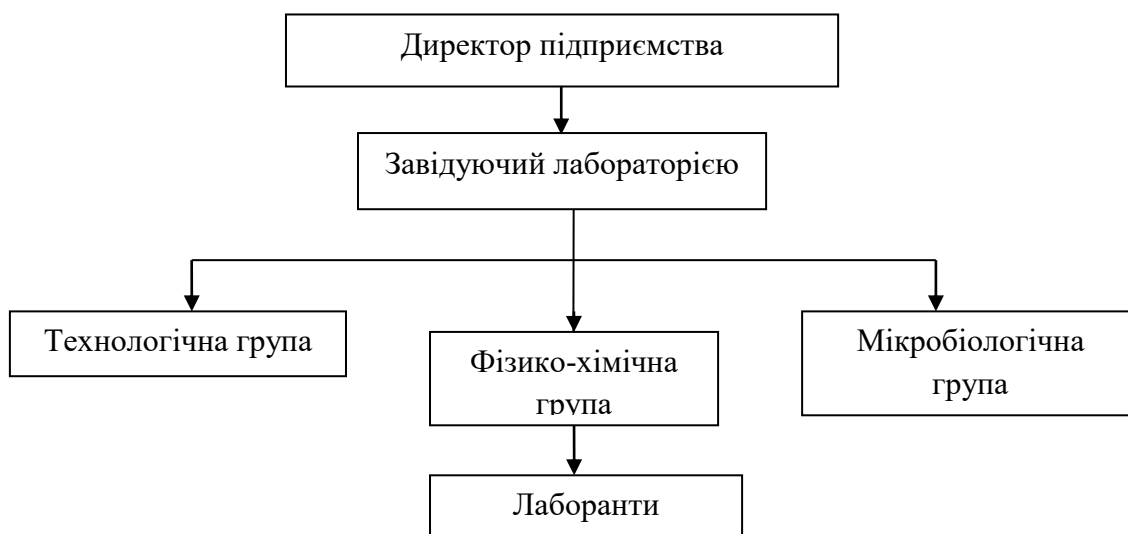 Директор підприємства
Завідуючий лабораторією
Технологічна група
Фізико-хімічна
група
Мікробіологічна
група
Лаборанти